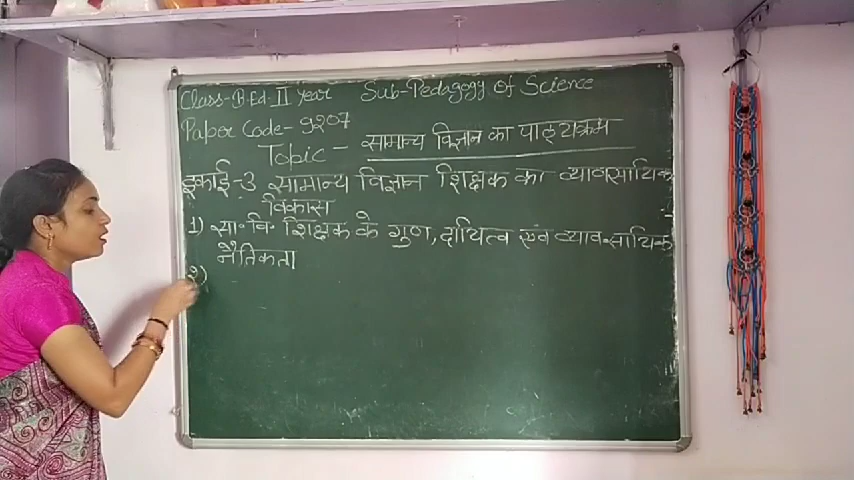 Class-B.Ed.II Year Sub-Pedagogy of Science
Paper Code- 9207
Topic - सामान्य विज्ञान का पाठ्यक्रम
इकाई-3 सामान्य विज्ञान शिक्षक का व्यावसायिक
विकास
1) सा. वि. शिक्षक के गुण, दायित्व एवं व्यावसायिक
नैतिकता
2)